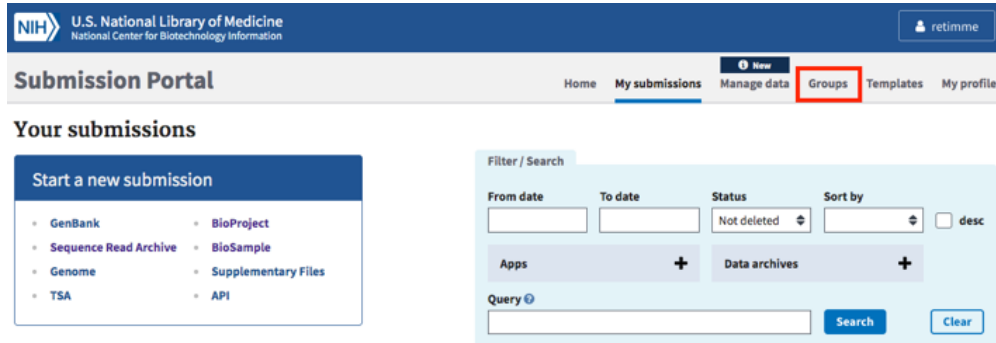 NIH U.S. National Library of Medicine
National Center for Biotechnology Information
retimme
Submission Portal
New
Home My submissions Manage data Groups Templates My profile
Your submissions
Start a new submission
GenBank BioProject
Sequence Read Archive BioSample
Genome Supplementary Files
TSA API
Filter / Search
From date To date Status Sort by
Not deleted desc
Apps + Data archives +
Query
Search Clear